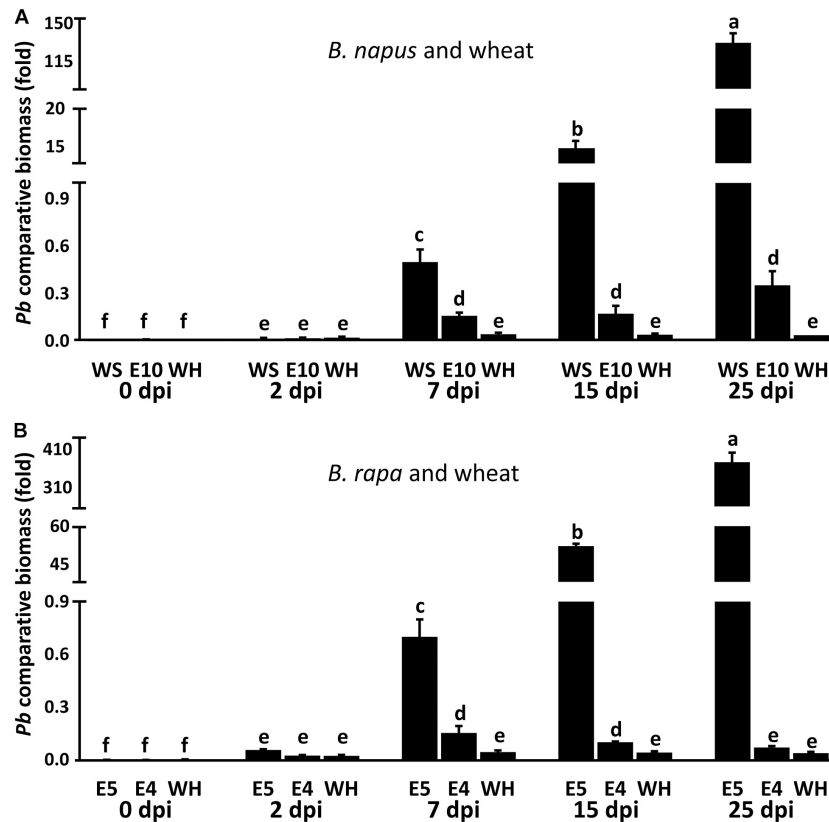 A
Pb comparative biomass (fold)
B. napus and wheat
150
115
20
15
0.9
0.6
0.3
0.0
f f f
e e e
c d e
b d e
a d e
WS E10 WH WS E10 WH WS E10 WH WS E10 WH WS E10 WH
0 dpi 2 dpi 7 dpi 15 dpi 25 dpi
B
Pb comparative biomass (fold)
B. rapa and wheat
410
310
60
45
0.9
0.6
0.3
0.0
f f f
e e e
c d e
b d e
a e e
E5 E4 WH E5 E4 WH E5 E4 WH E5 E4 WH E5 E4 WH
0 dpi 2 dpi 7 dpi 15 dpi 25 dpi